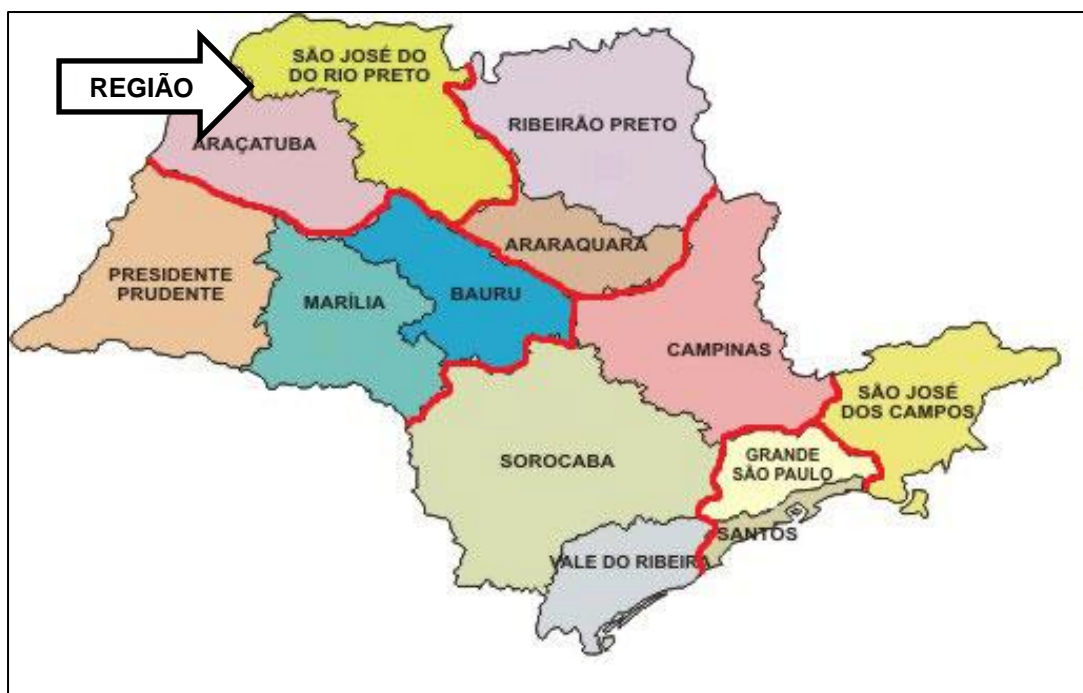 SÃO JOSÉ DO
DO RIO PRETO
REGIÃO
RIBEIRÃO PRETO
ARAÇATUBA
ARARAQUARA
PRESIDENTE
PRUDENTE
MARÍLIA
BAURU
CAMPINAS
SÃO JOSÉ
DOS CAMPOS
SOROCABA
GRANDE
SÃO PAULO
SANTOS
VALE DO RIBEIRA